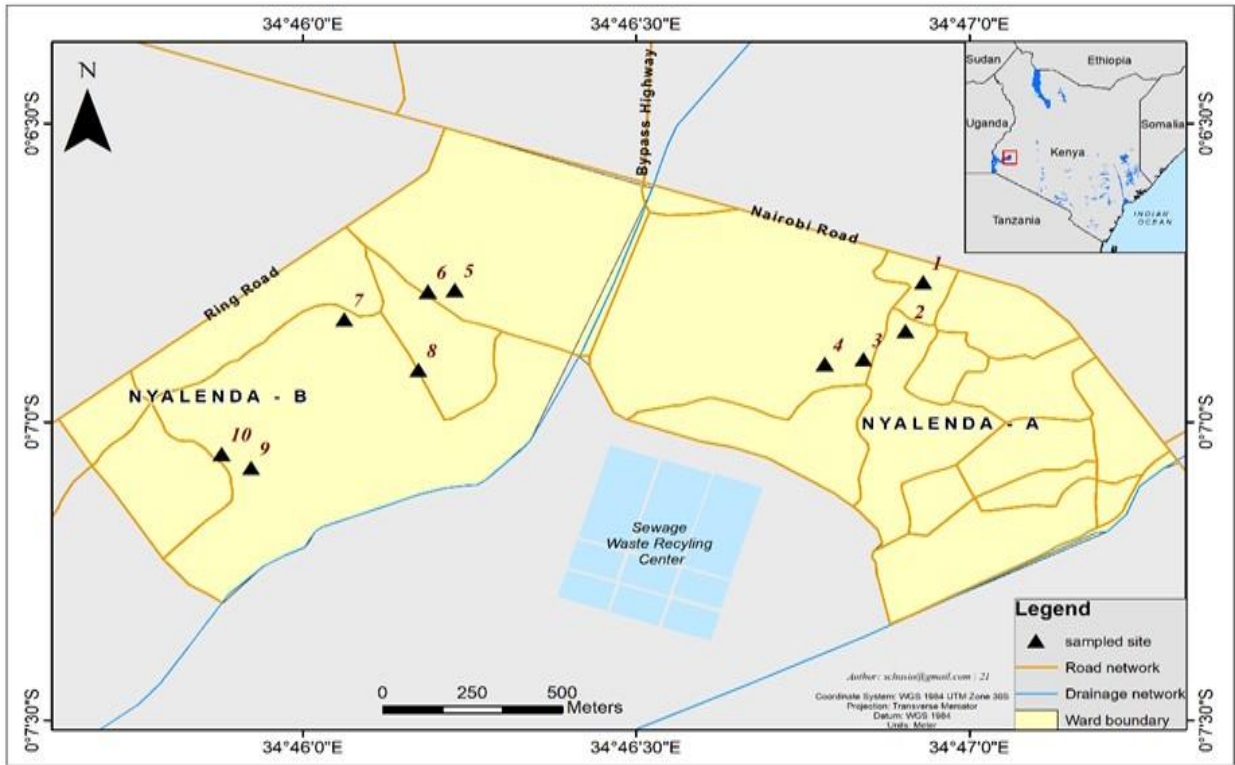 34°46'0"E
34°46'30"E
34°47'0"E
N
0°6'30"S
0°6'30"S
Sudan
Ethiopia
Uganda
Somalia
Kenya
Tanzania
INDIAN
OCEAN
Bypass Highway
Nairobi Road
Ring Road
1
2
3
4
5
6
7
8
9
10
NYALENDA - B
NYALENDA - A
0°7'0"S
0°7'0"S
Sewage
Waste Recyling
Center
Legend
sampled site
Road network
Drainage network
Ward boundary
0 250 500
Meters
Coordinate System: WGS 1984 UTM Zone 36S
Projection: Transverse Mercator
Datum: WGS 1984
Units: Meter
0°7'30"S
0°7'30"S
34°46'0"E
34°46'30"E
34°47'0"E